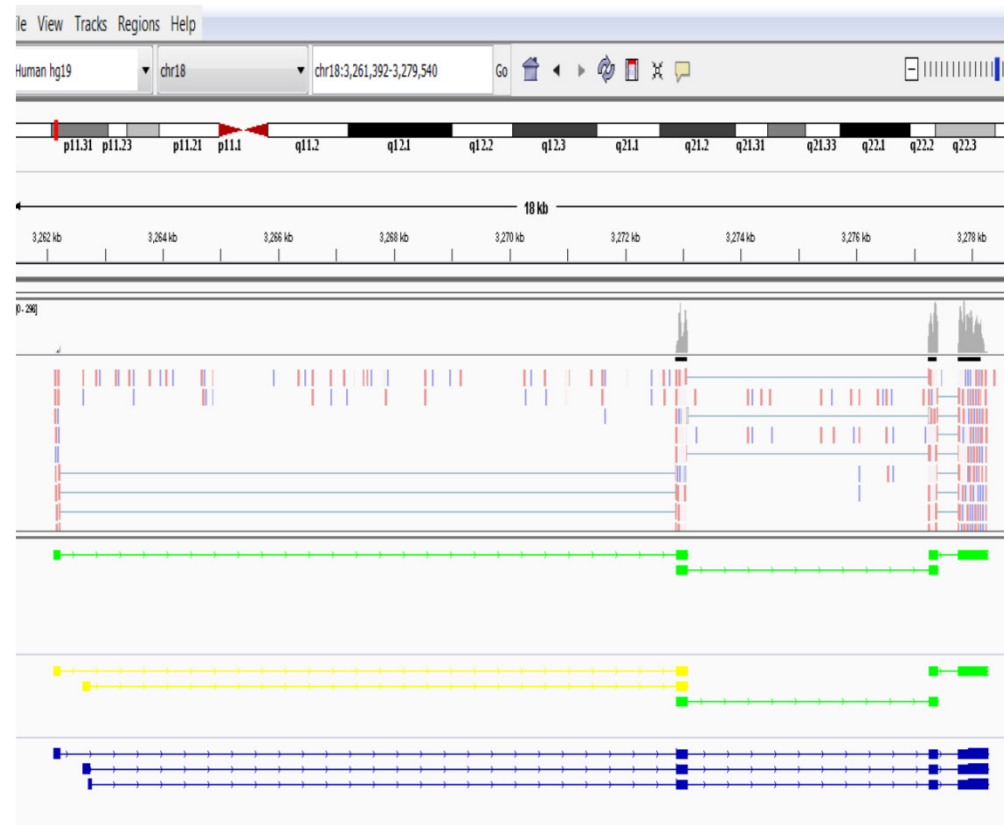 ile View Tracks Regions Help
Human hg19 chr18 chr18:3,261,392-3,279,540 Go
p11.31 p11.23 p11.21 p11.1 q11.2 q12.1 q12.2 q12.3 q21.1 q21.2 q21.31 q21.33 q22.1 q22.2 q22.3
18 kb
3,262 kb 3,264 kb 3,266 kb 3,268 kb 3,270 kb 3,272 kb 3,274 kb 3,276 kb 3,278 kb
[0 - 296]